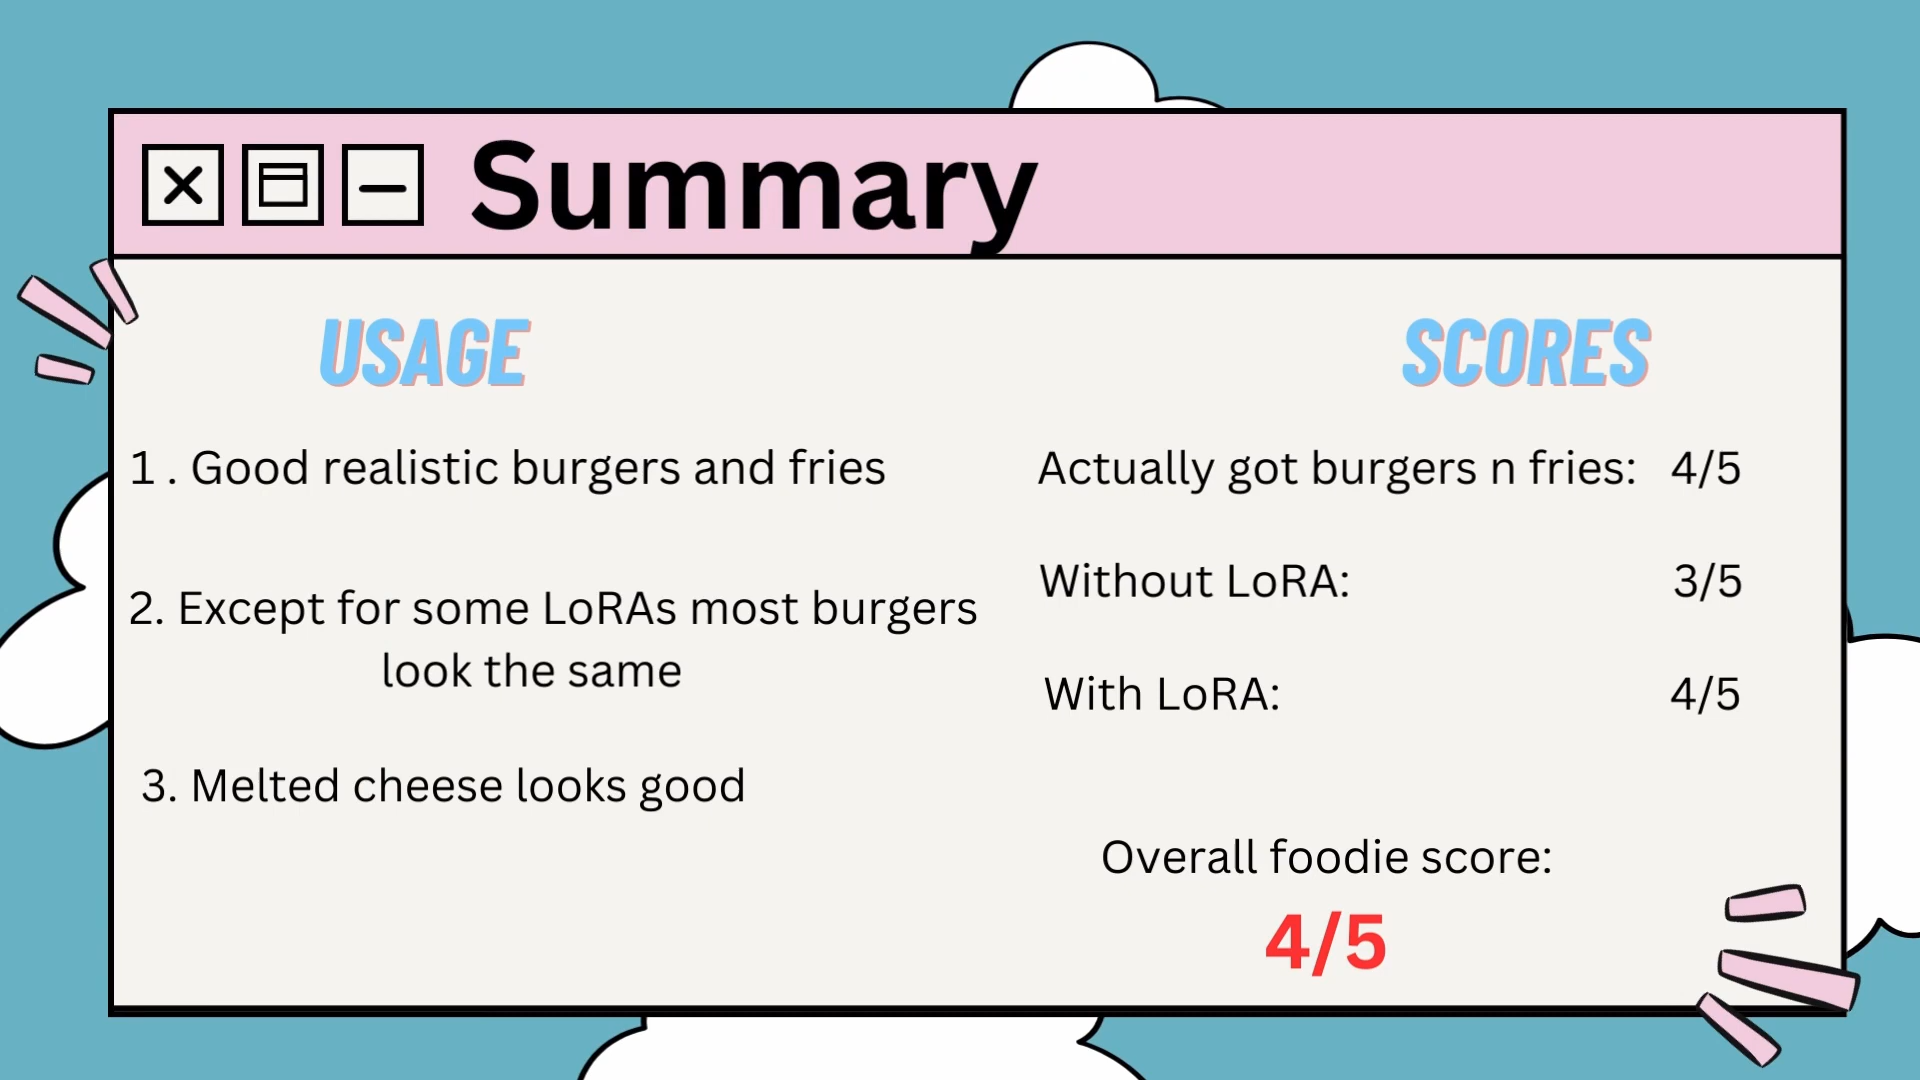 Summary
USAGE
1 . Good realistic burgers and fries
2. Except for some LoRAs most burgers
look the same
3. Melted cheese looks good
SCORES
Actually got burgers n fries: 4/5
Without LoRA: 3/5
With LoRA: 4/5
Overall foodie score:
4/5